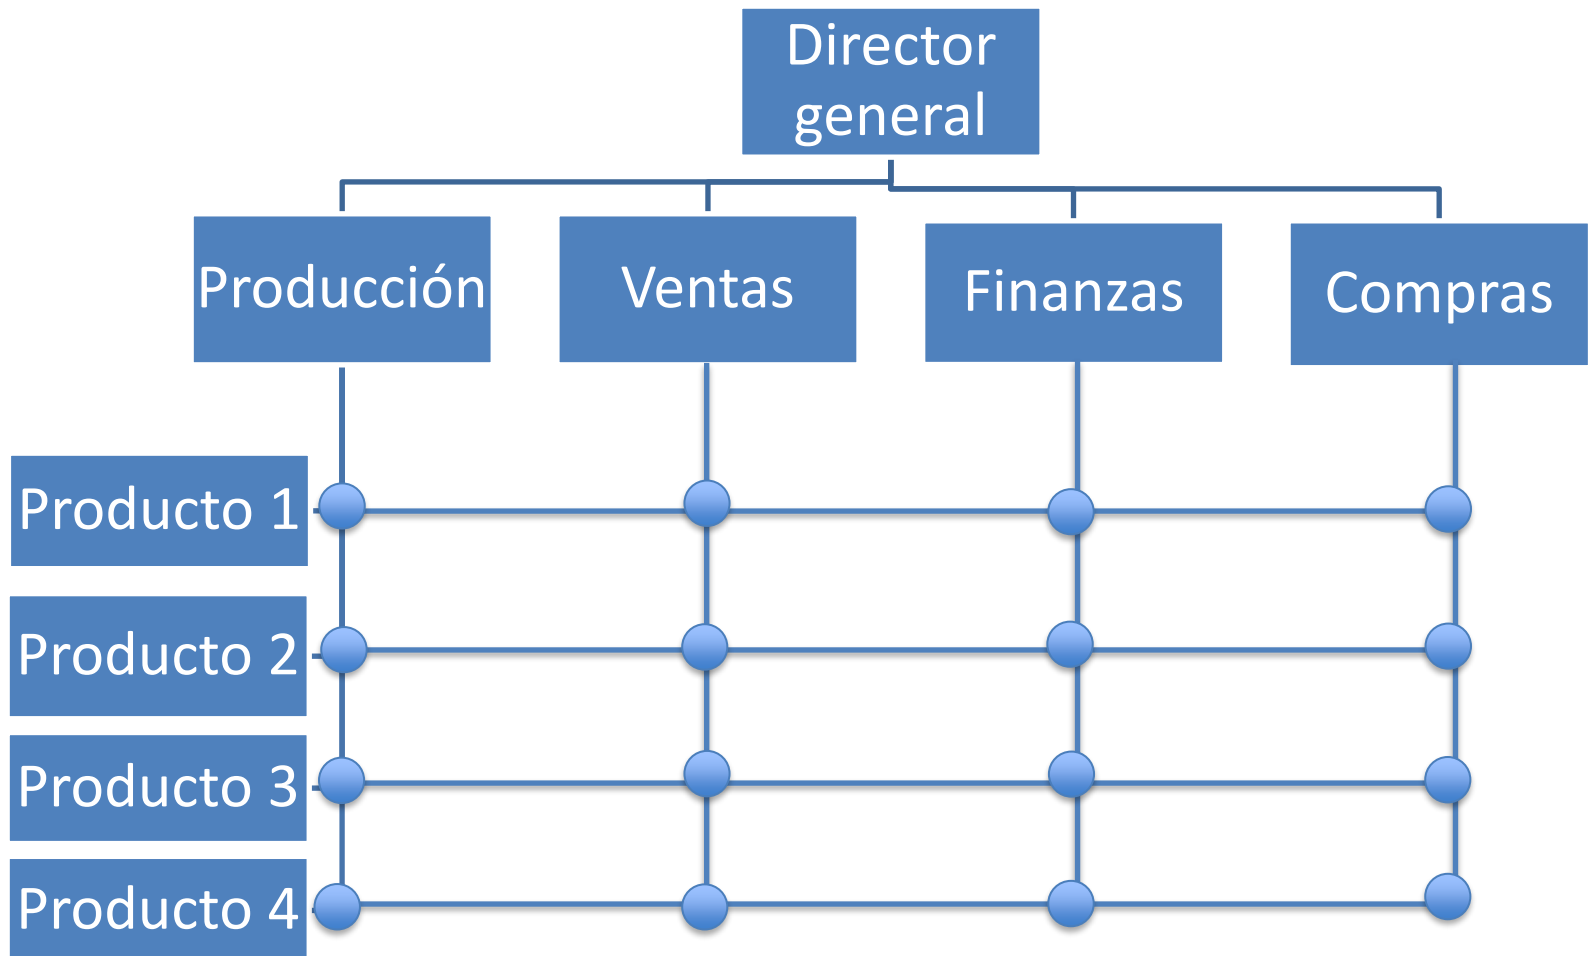 Director
general
Producción
Ventas
Finanzas
Compras
Producto 1
Producto 2
Producto 3
Producto 4